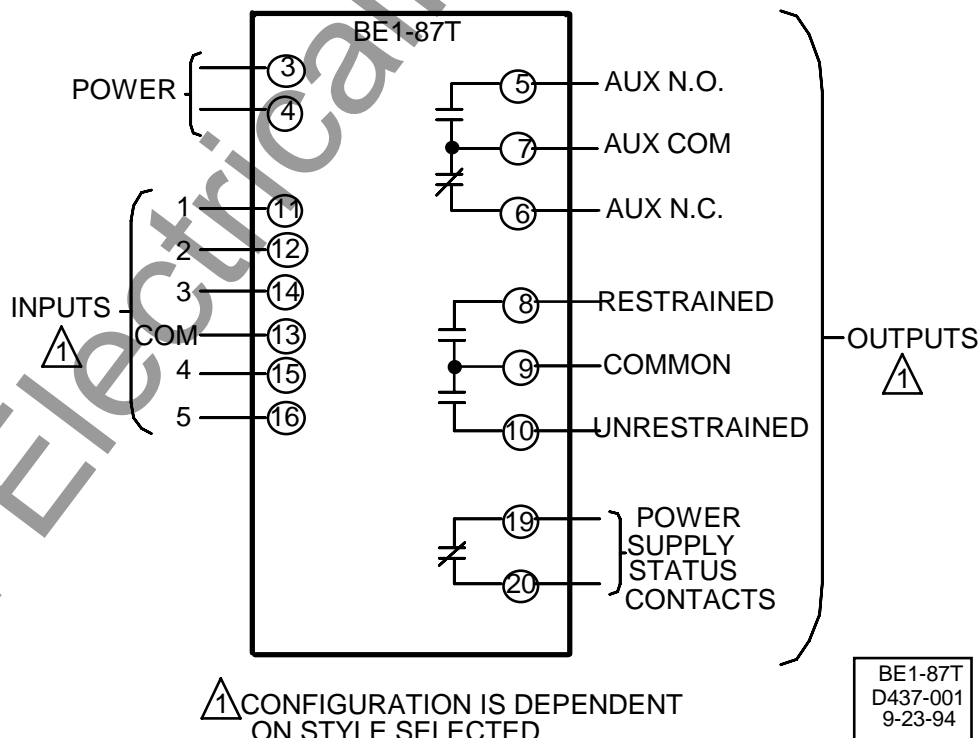 BE1-87T
POWER
3
4
5 AUX N.O.
7 AUX COM
6 AUX N.C.
INPUTS
1
1 11
2 12
3 14
COM 13
4 15
5 16
8 RESTRAINED
9 COMMON
10 UNRESTRAINED
OUTPUTS
1
19
20
POWER
SUPPLY
STATUS
CONTACTS
1 CONFIGURATION IS DEPENDENT
ON STYLE SELECTED
BE1-87T
D437-001
9-23-94
Electrical